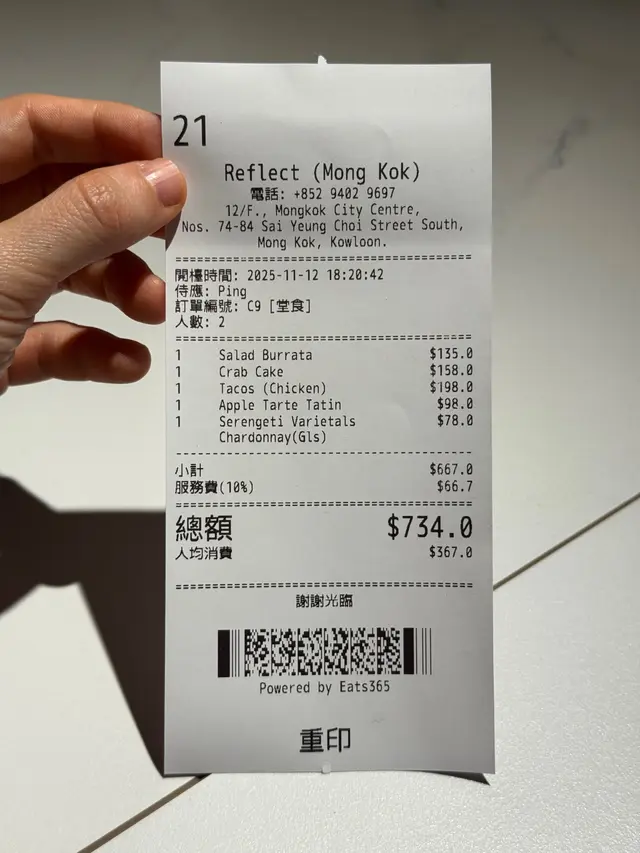 21
Reflect (Mong Kok)
電話: +852 9402 9697
12/F., Mongkok City Centre,
Nos. 74-84 Sai Yeung Choi Street South,
Mong Kok, Kowloon.
開檯時間: 2025-11-12 18:20:42
侍應: Ping
訂單編號: C9 [堂食]
人數: 2
1 Salad Burrata $135.0
1 Crab Cake $158.0
1 Tacos (Chicken) $198.0
1 Apple Tarte Tatin $98.0
1 Serengeti Varietals $78.0
Chardonnay(Gls)
小計 $667.0
服務費(10%) $66.7
總額 $734.0
人均消費 $367.0
謝謝光臨
Powered by Eats365
重印